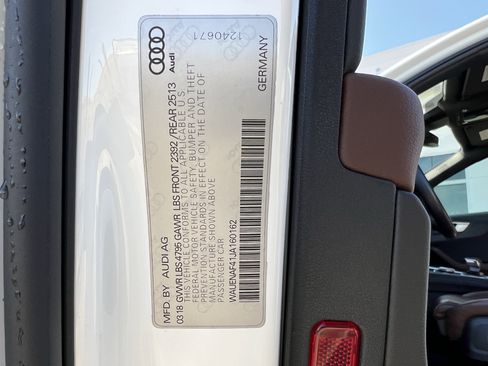 Audi
1240671
GERMANY
MFD. BY AUDI AG
03 18 GVWR LBS 4795 GAWR LBS FRONT 2392 / REAR 2513
THIS VEHICLE CONFORMS TO ALL APPLICABLE U.S.
FEDERAL MOTOR VEHICLE SAFETY, BUMPER AND THEFT
PREVENTION STANDARDS IN EFFECT ON THE DATE OF
MANUFACTURE SHOWN ABOVE
PASSENGER CAR
WAUENAF41JA160162